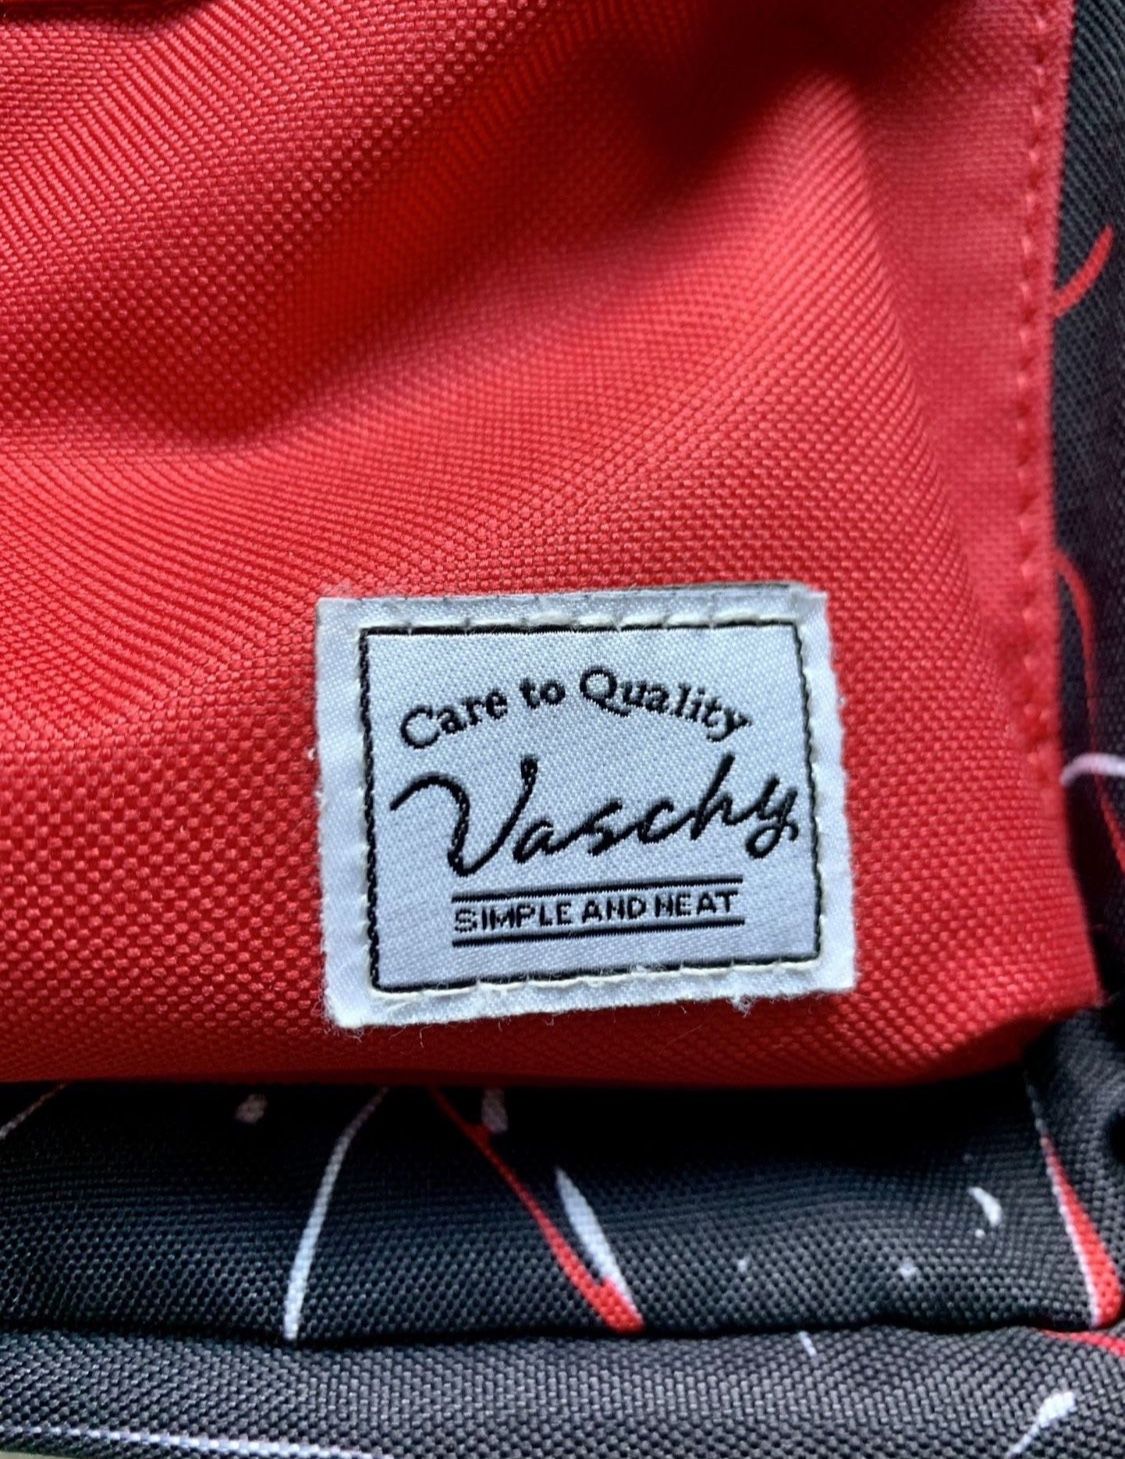 Care to Quality
Vaschy
SIMPLE AND NEAT